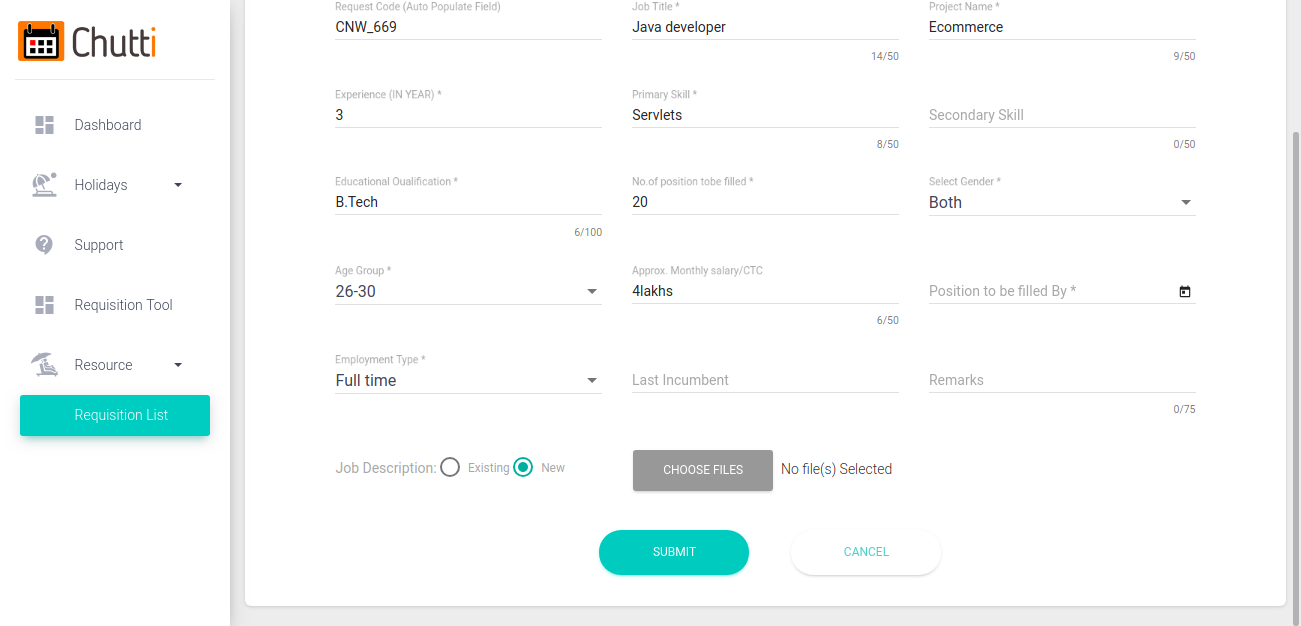 Chutti
Dashboard
Holidays
Support
Requisition Tool
Resource
Requisition List
Request Code (Auto Populate Field)
CNW_669
Job Title *
Java developer
14/50
Project Name *
Ecommerce
9/50
Experience (IN YEAR) *
3
Primary Skill *
Servlets
8/50
Secondary Skill
0/50
Educational Oualification *
B.Tech
6/100
No.of position tobe filled *
20
Select Gender *
Both
Age Group *
26-30
Approx. Monthly salary/CTC
4lakhs
6/50
Position to be filled By *
Employment Type *
Full time
Last Incumbent
Remarks
0/75
Job Description: Existing New
CHOOSE FILES No file(s) Selected
SUBMIT
CANCEL